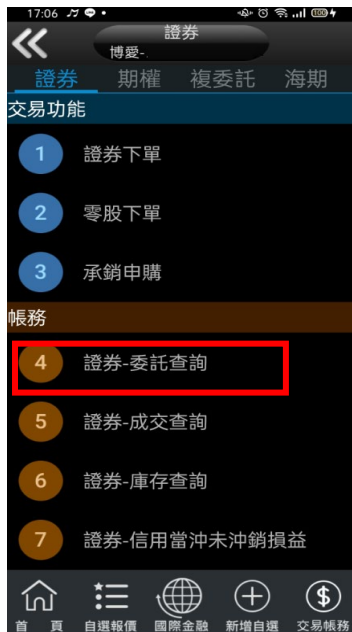 17:06
100
證券
博愛-.
證券 期權 複委託 海期
交易功能
1 證券下單
2 零股下單
3 承銷申購
帳務
4 證券-委託查詢
5 證券-成交查詢
6 證券-庫存查詢
7 證券-信用當沖未沖銷損益
首 頁 自選報價 國際金融 新增自選 交易帳務